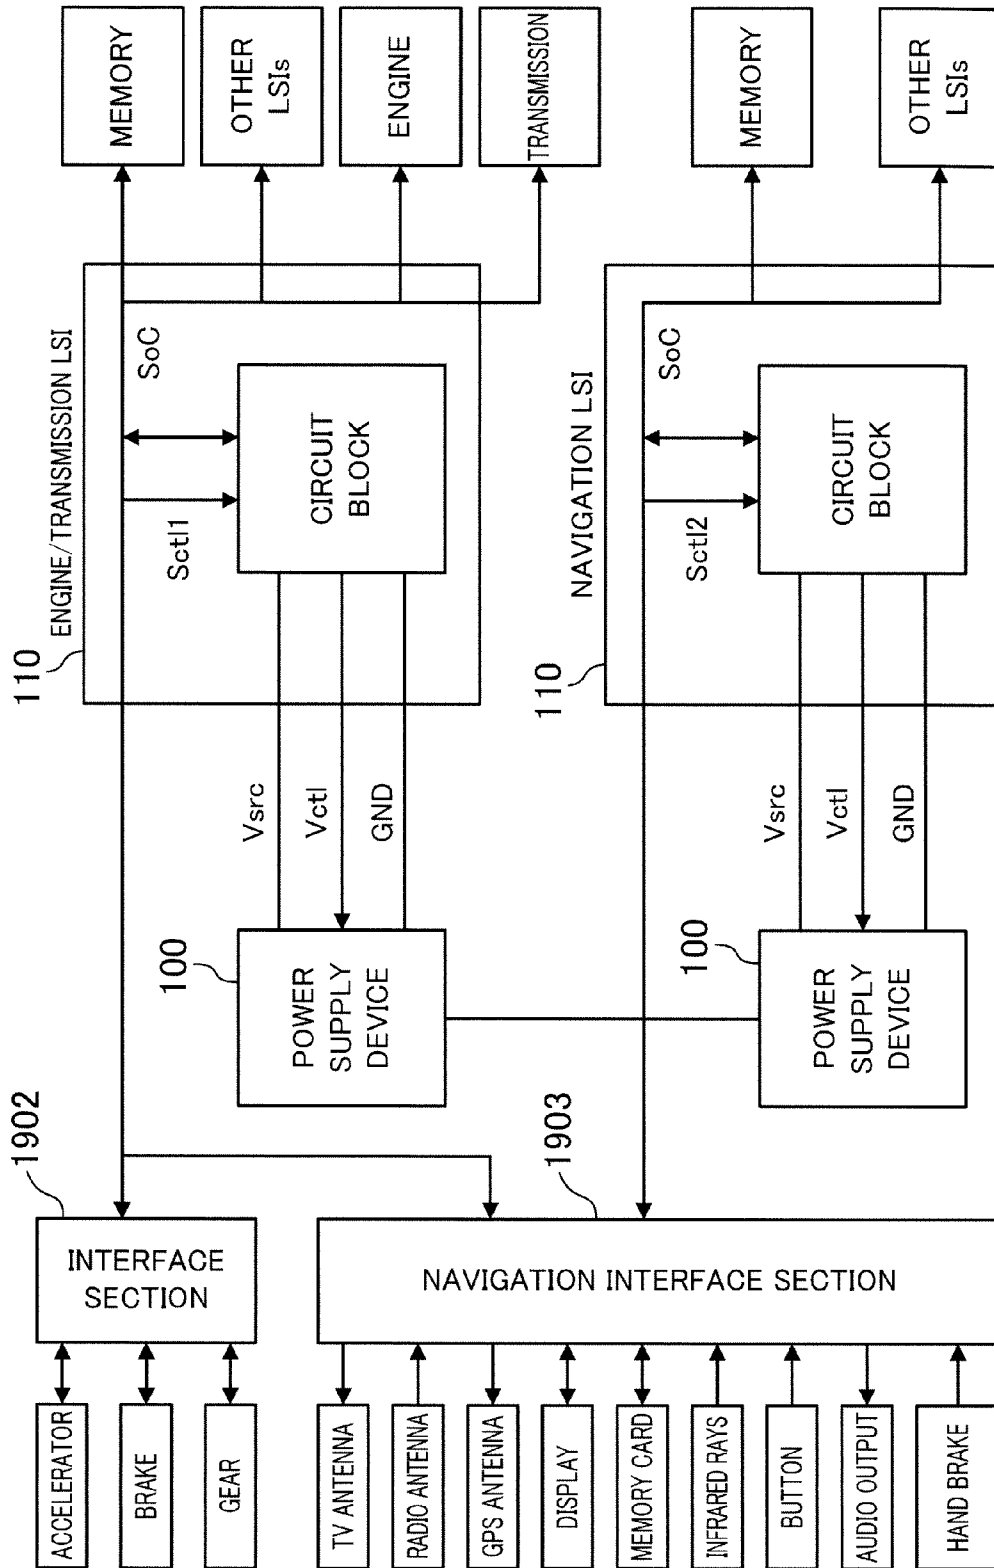 ACCELERATOR
BRAKE
GEAR
TV ANTENNA
RADIO ANTENNA
GPS ANTENNA
DISPLAY
MEMORY CARD
INFRARED RAYS
BUTTON
AUDIO OUTPUT
HAND BRAKE
1902
INTERFACE
SECTION
1903
NAVIGATION INTERFACE SECTION
100
POWER
SUPPLY
DEVICE
100
POWER
SUPPLY
DEVICE
Vsrc
Vctl
GND
Vsrc
Vctl
GND
110
ENGINE/TRANSMISSION LSI
Sctl1
SoC
CIRCUIT
BLOCK
110
NAVIGATION LSI
Sctl2
SoC
CIRCUIT
BLOCK
MEMORY
OTHER
LSIs
ENGINE
TRANSMISSION
MEMORY
OTHER
LSIs